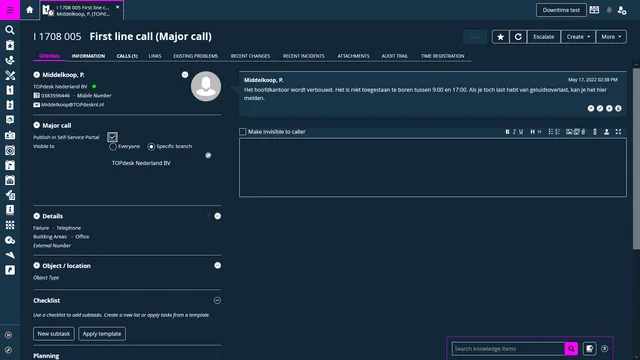 I 1708 005 First line c...
Middelkoop, P. (TOPd...
Downtime test
I 1708 005 First line call (Major call)
Escalate
Create
More
GENERAL
INFORMATION
CALLS (1)
LINKS
EXISTING PROBLEMS
RECENT CHANGES
RECENT INCIDENTS
ATTACHMENTS
AUDIT TRAIL
TIME REGISTRATION
Middelkoop, P.
TOPdesk Nederland BV
0383596446 - Mobile Number
Middelkoop@TOPdesknl.nl
Major call
Publish in Self-Service Portal
Visible to
Everyone
Specific branch
TOPdesk Nederland BV
Details
Failure - Telephone
Building Areas - Office
External Number
Object / location
Object Type
Checklist
Use a checklist to add subtasks. Create a new list or apply tasks from a template.
New subtask
Apply template
Planning
Middelkoop, P.
May 17, 2022 02:38 PM
Het hoofdkantoor wordt verbouwd. Het is niet toegestaan te boren tussen 9:00 en 17:00. Als je toch last hebt van geluidsoverlast, kan je het hier
melden.
Make invisible to caller
B I U H H
Search knowledge items